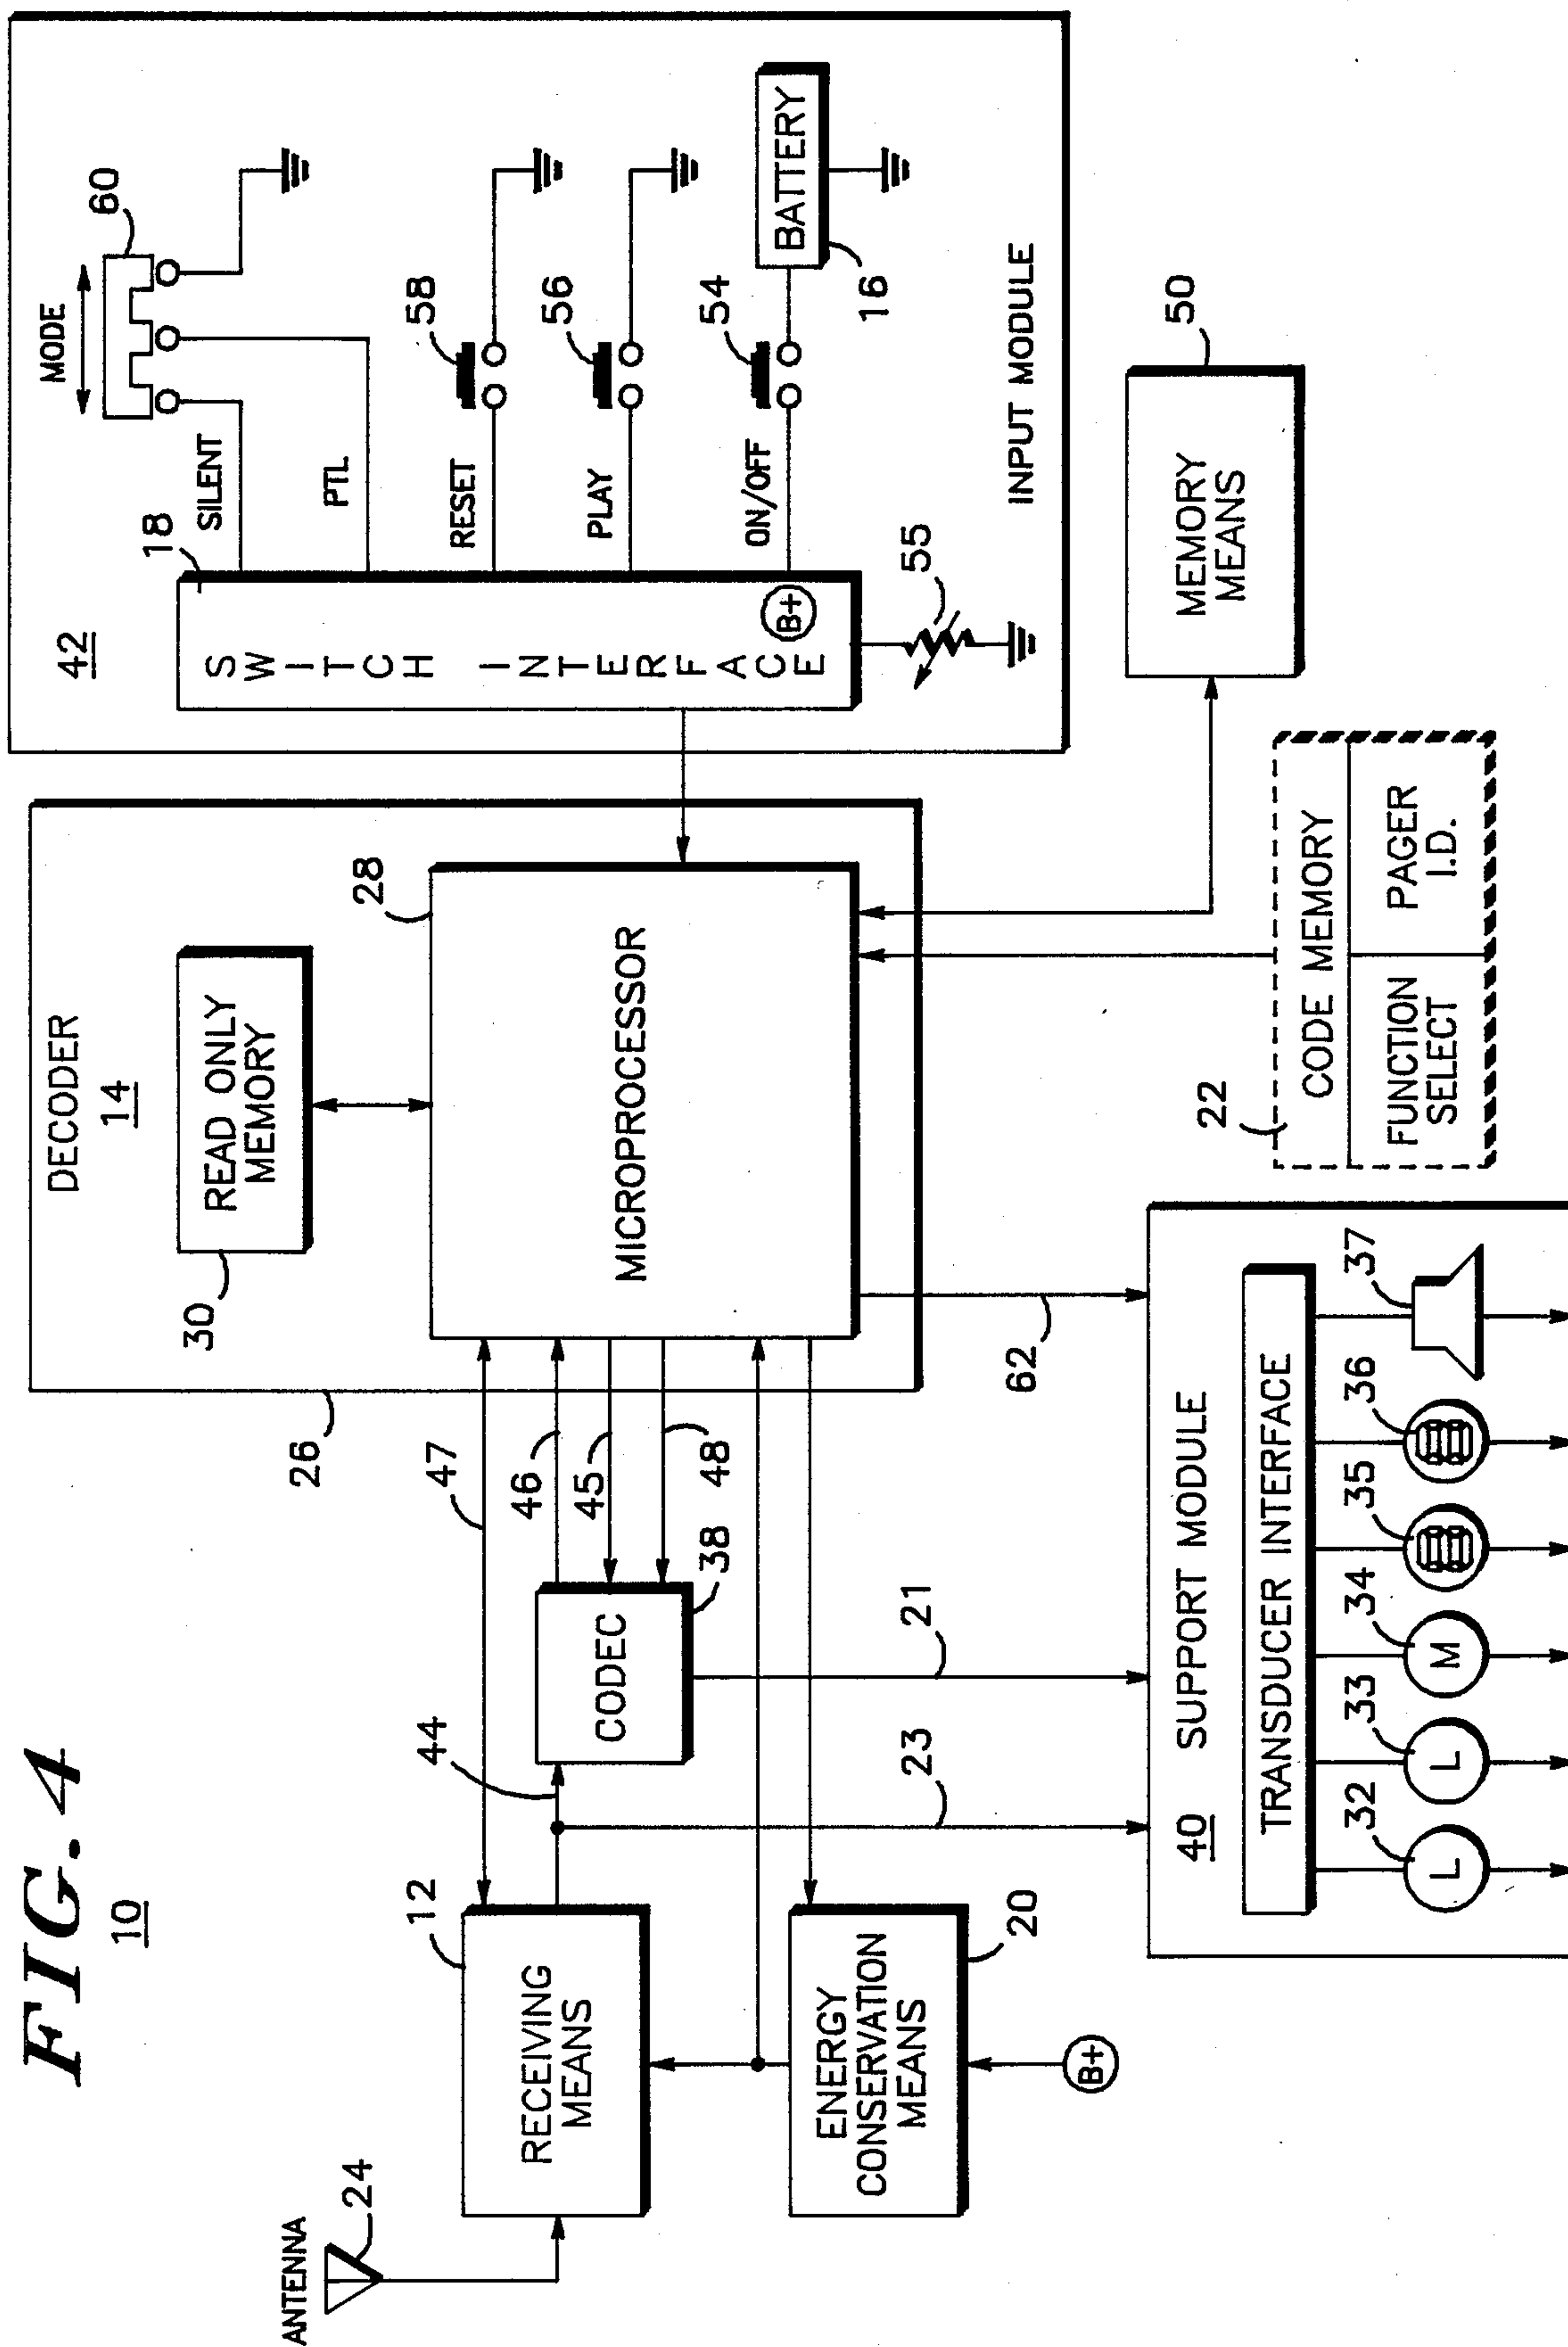 FIG. 4
10
ANTENNA
24
RECEIVING
MEANS
12
ENERGY
CONSERVATION
MEANS
20
B+
44
CODEC
38
47
46
45
48
23
21
62
DECODER
14
26
READ ONLY
MEMORY
30
MICROPROCESSOR
28
40
SUPPORT MODULE
TRANSDUCER INTERFACE
L
32
L
33
M
34
35
36
37
22
CODE MEMORY
FUNCTION
SELECT
PAGER
I.D.
MEMORY
MEANS
50
42
SWITCH INTERFACE
B+
18
SILENT
PTL
RESET
PLAY
ON/OFF
MODE
60
58
56
54
55
BATTERY
16
INPUT MODULE